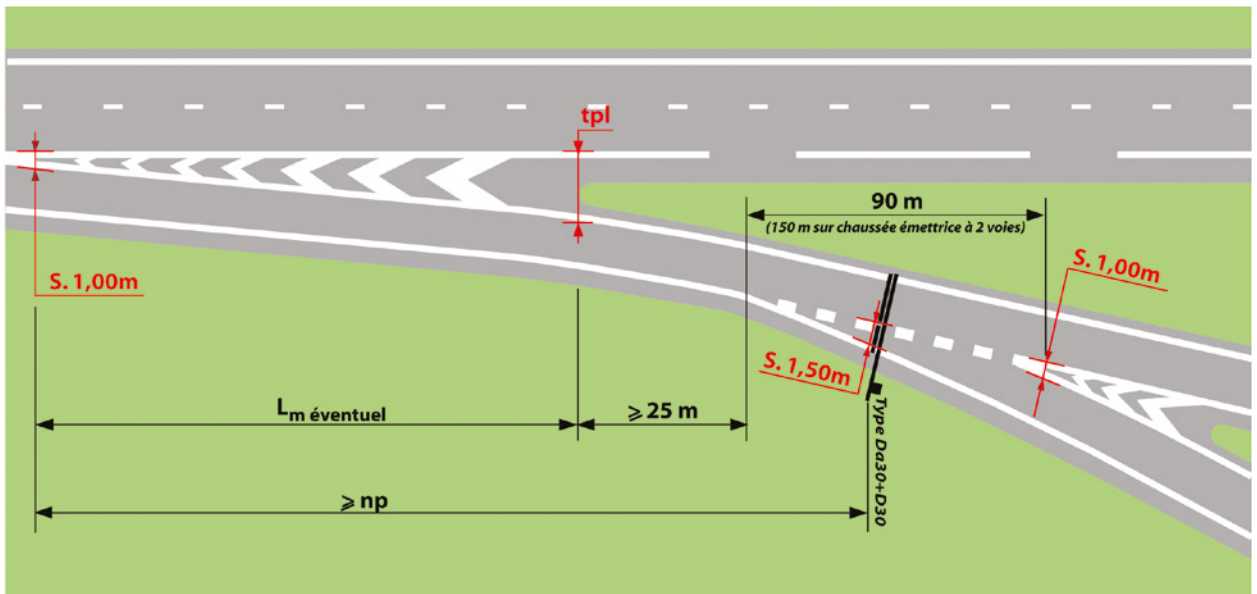 tpl
90 m
(150 m sur chaussée émettrice à 2 voies)
S. 1,00m
S. 1,00m
S. 1,50m
Lm éventuel
⩾ 25 m
Type Da30+D30
⩾ np